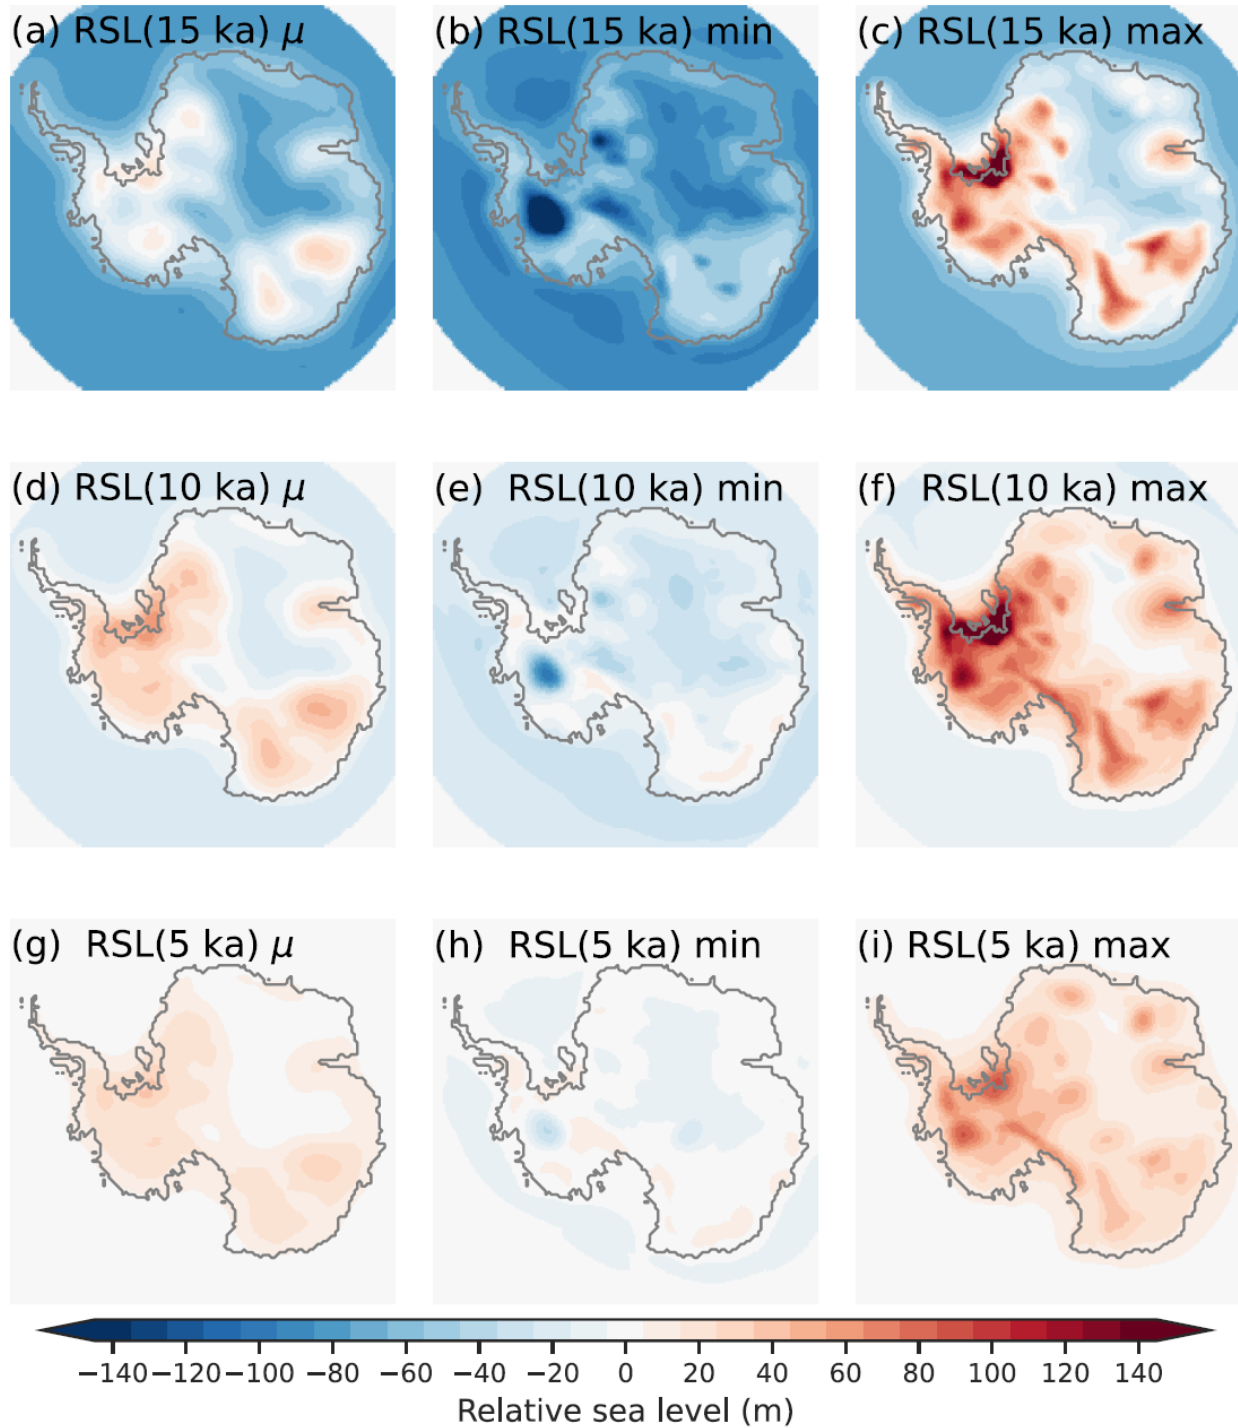 (a) RSL(15 ka) μ
(b) RSL(15 ka) min
(c) RSL(15 ka) max
(d) RSL(10 ka) μ
(e) RSL(10 ka) min
(f) RSL(10 ka) max
(g) RSL(5 ka) μ
(h) RSL(5 ka) min
(i) RSL(5 ka) max
−140 −120 −100 −80 −60 −40 −20 0 20 40 60 80 100 120 140
Relative sea level (m)